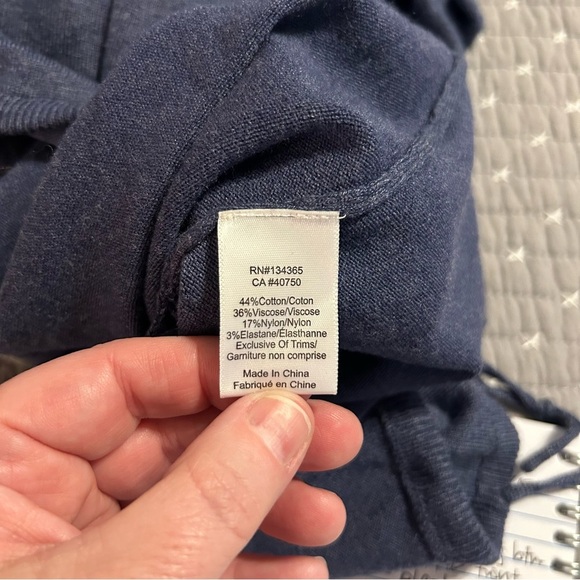 RN#134365
CA #40750
44%Cotton/Coton
36%Viscose/Viscose
17%Nylon/Nylon
3%Elastane/Élasthanne
Exclusive Of Trims/
Garniture non comprise
Made In China
Fabriqué en Chine